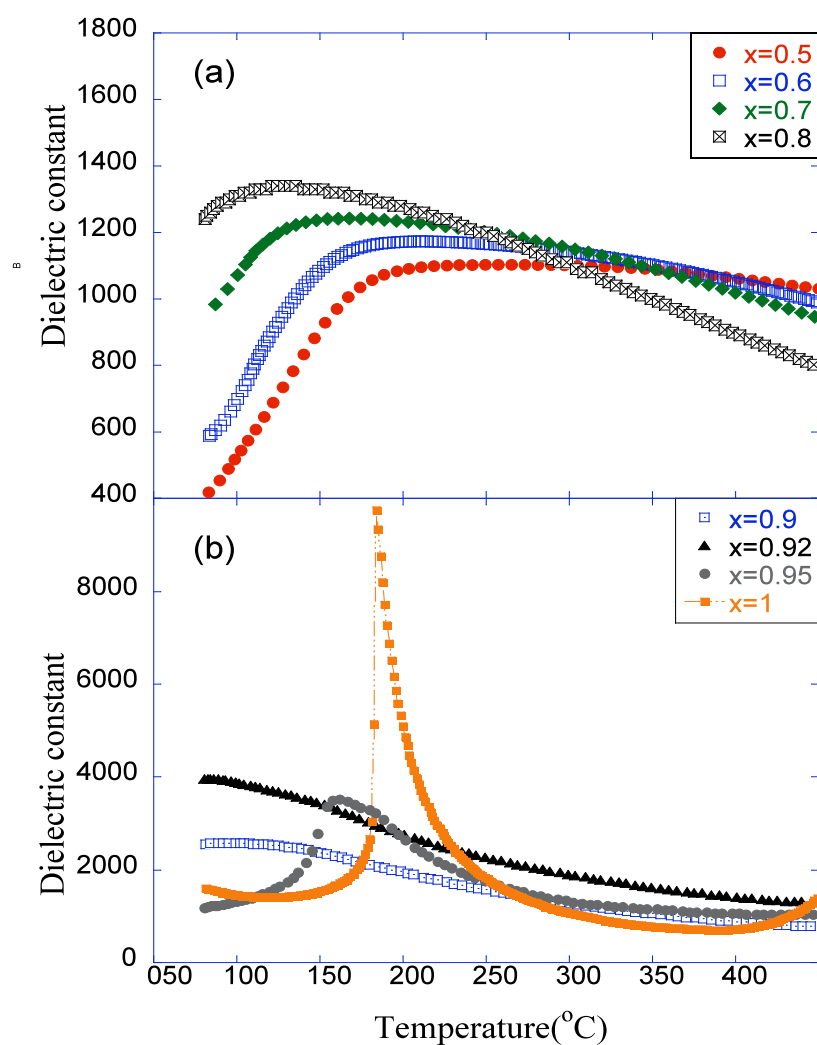 1800
1600
1400
1200
1000
800
600
400
Dielectric constant
B
(a)
x=0.5
x=0.6
x=0.7
x=0.8
(b)
x=0.9
x=0.92
x=0.95
x=1
8000
6000
4000
2000
0
Dielectric constant
050 100 150 200 250 300 350 400
Temperature(°C)